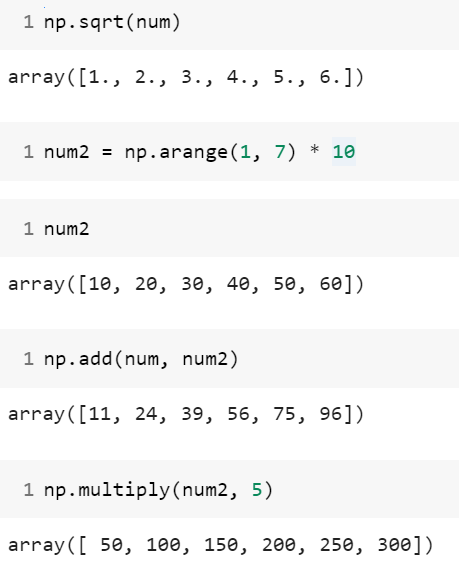 1 np.sqrt(num)
array([1., 2., 3., 4., 5., 6.])
1 num2 = np.arange(1, 7) * 10
1 num2
array([10, 20, 30, 40, 50, 60])
1 np.add(num, num2)
array([11, 24, 39, 56, 75, 96])
1 np.multiply(num2, 5)
array([ 50, 100, 150, 200, 250, 300])